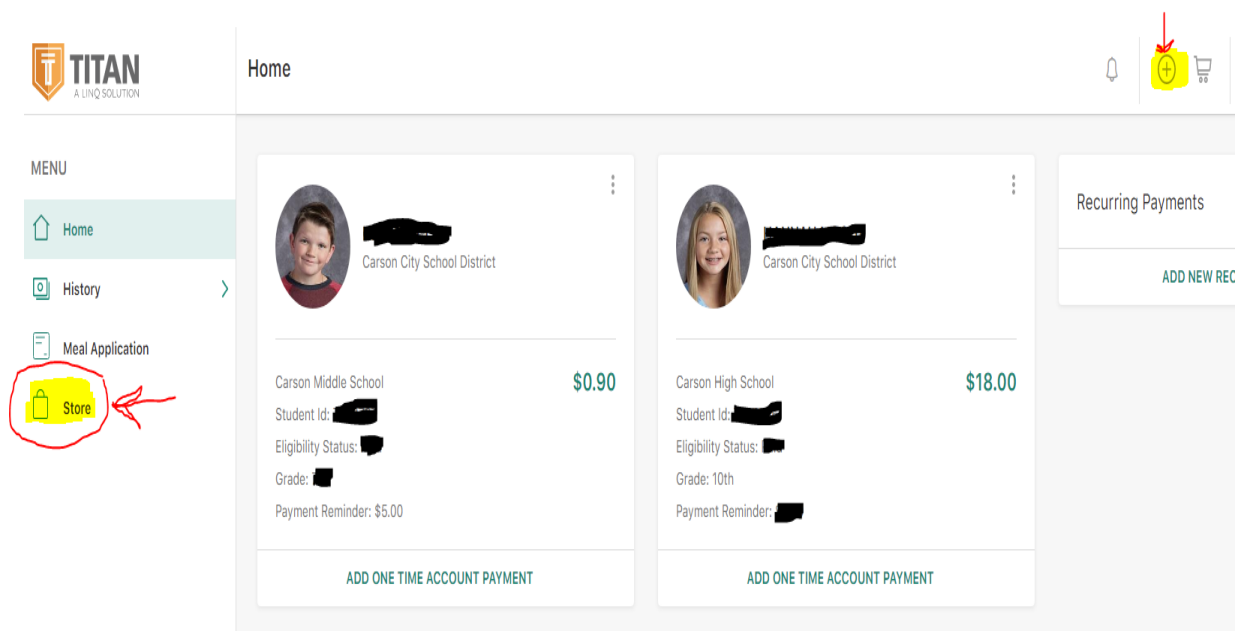 TITAN
A LINQ SOLUTION
Home
MENU
Home
History
Meal Application
Store
Carson City School District
Carson Middle School
$0.90
Student Id:
Eligibility Status:
Grade:
Payment Reminder: $5.00
ADD ONE TIME ACCOUNT PAYMENT
Carson City School District
Carson High School
$18.00
Student Id:
Eligibility Status:
Grade: 10th
Payment Reminder:
ADD ONE TIME ACCOUNT PAYMENT
Recurring Payments
ADD NEW REC